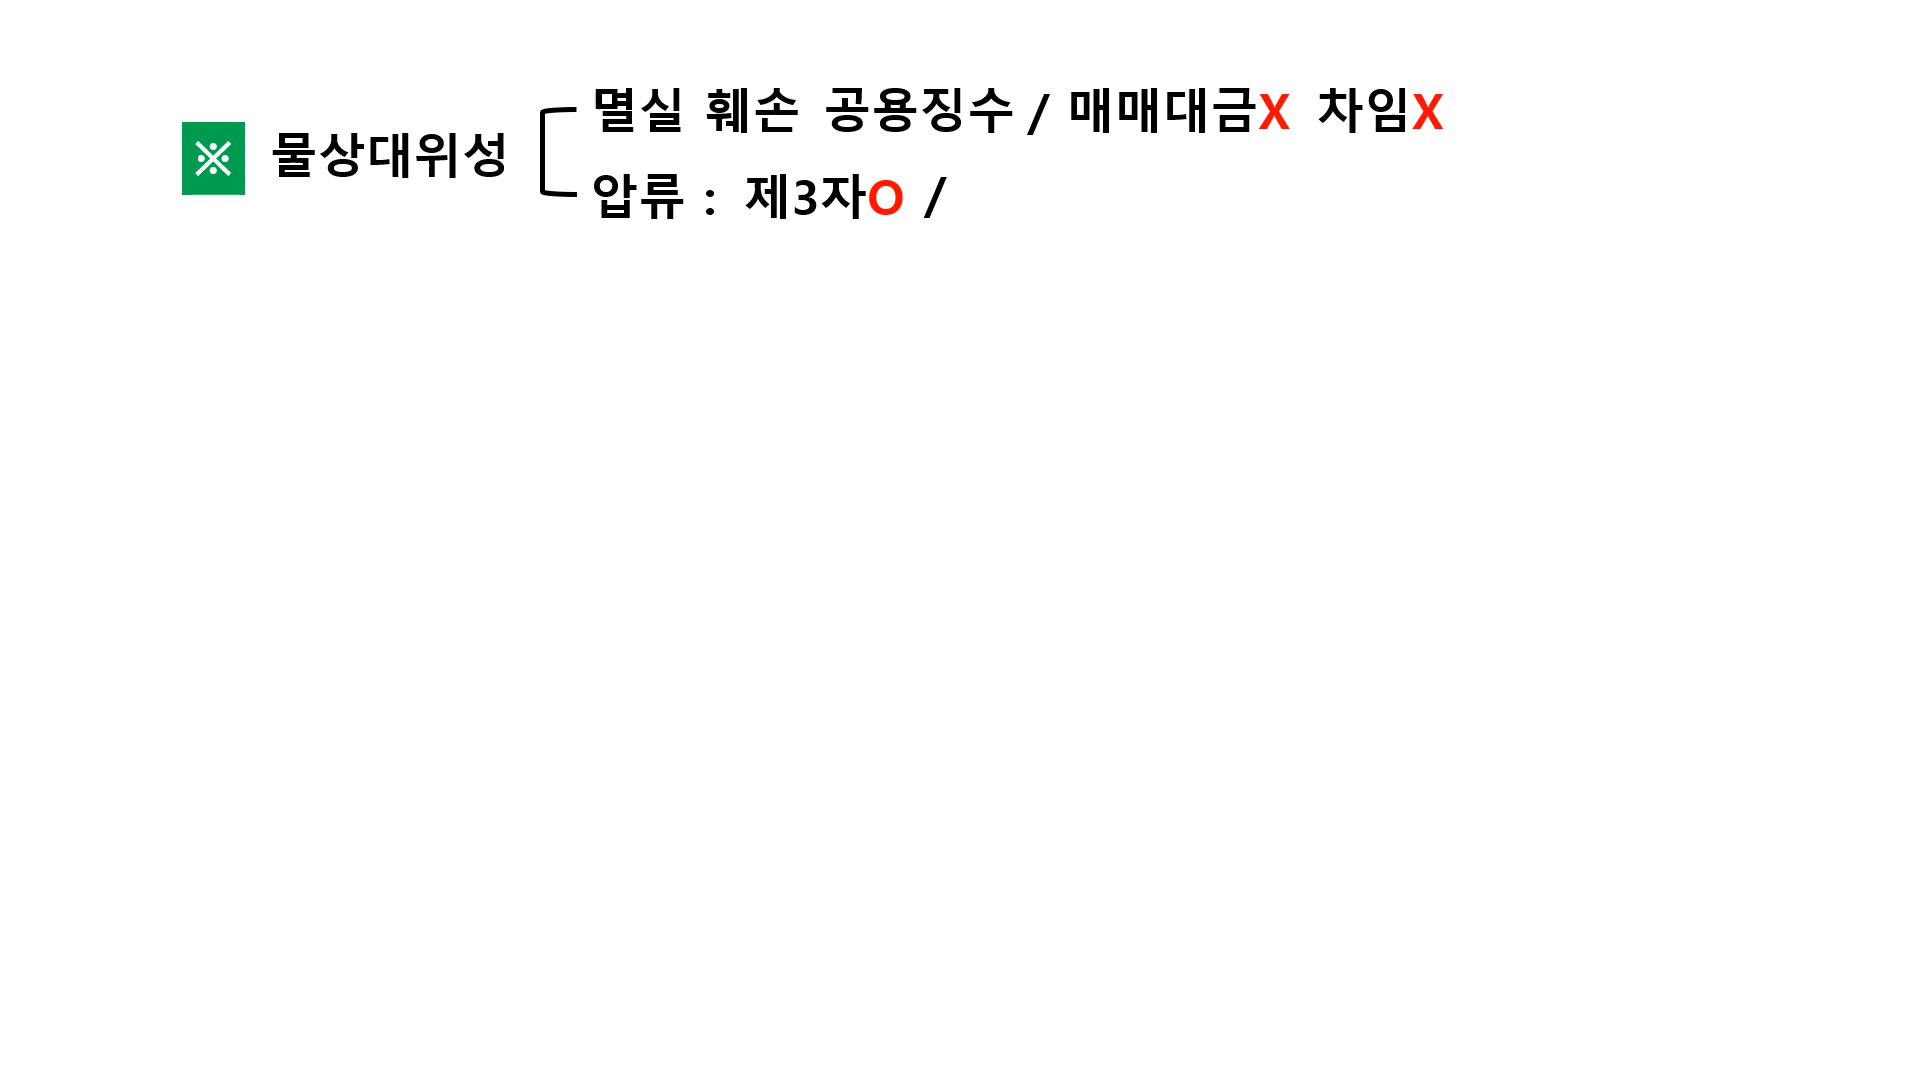 멸실 훼손 공용징수 / 매매대금X 차임X
※ 물상대위성
압류 : 제3자O /